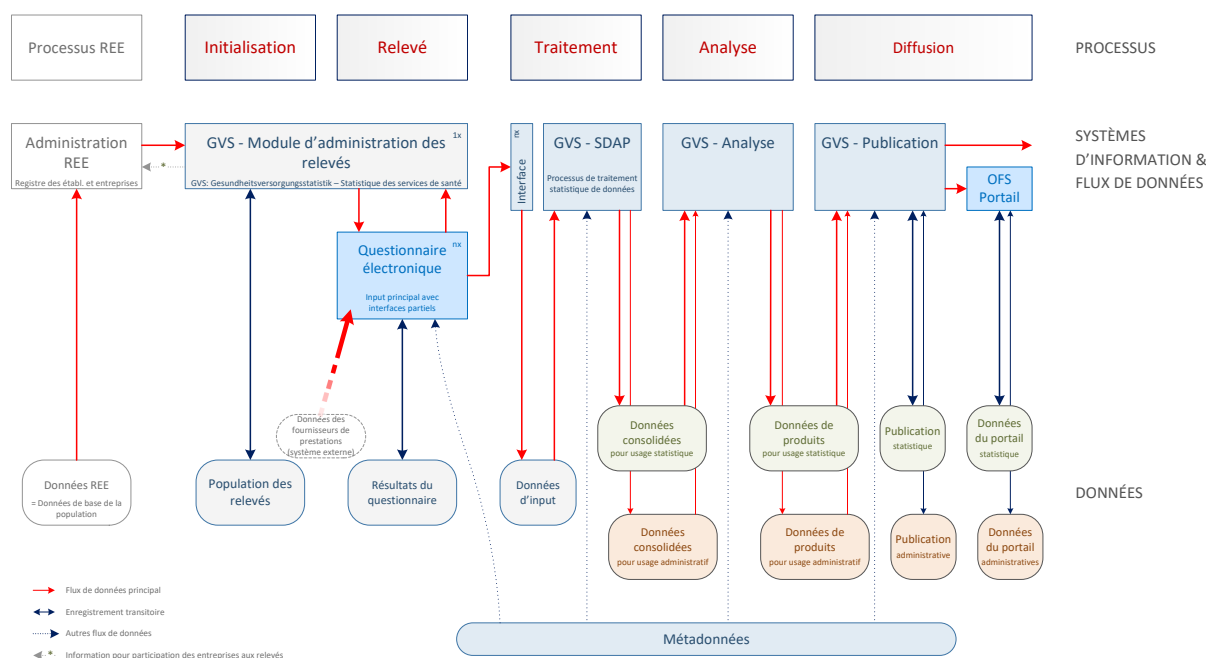 Processus REE
Initialisation
Relevé
Traitement
Analyse
Diffusion
PROCESSUS
Administration
REE
Registre des établ. et entreprises
*
GVS - Module d'administration des
relevés
1x
GVS: Gesundheitsversorgungsstatistik – Statistique des services de santé
Interface
nx
GVS - SDAP
Processus de traitement
statistique de données
GVS - Analyse
GVS - Publication
OFS
Portail
SYSTÈMES
D'INFORMATION &
FLUX DE DONNÉES
Questionnaire
électronique
nx
Input principal avec
interfaces partiels
Données des
fournisseurs de
prestations
(système externe)
Données REE
= Données de base de la
population
Population des
relevés
Résultats du
questionnaire
Données
d'input
Données
consolidées
pour usage statistique
Données de
produits
pour usage statistique
Publication
statistique
Données
du portail
statistique
DONNÉES
Données
consolidées
pour usage administratif
Données de
produits
pour usage administratif
Publication
administrative
Données
du portail
administratives
Flux de données principal
Enregistrement transitoire
Autres flux de données
* Information pour participation des entreprises aux relevés
Métadonnées